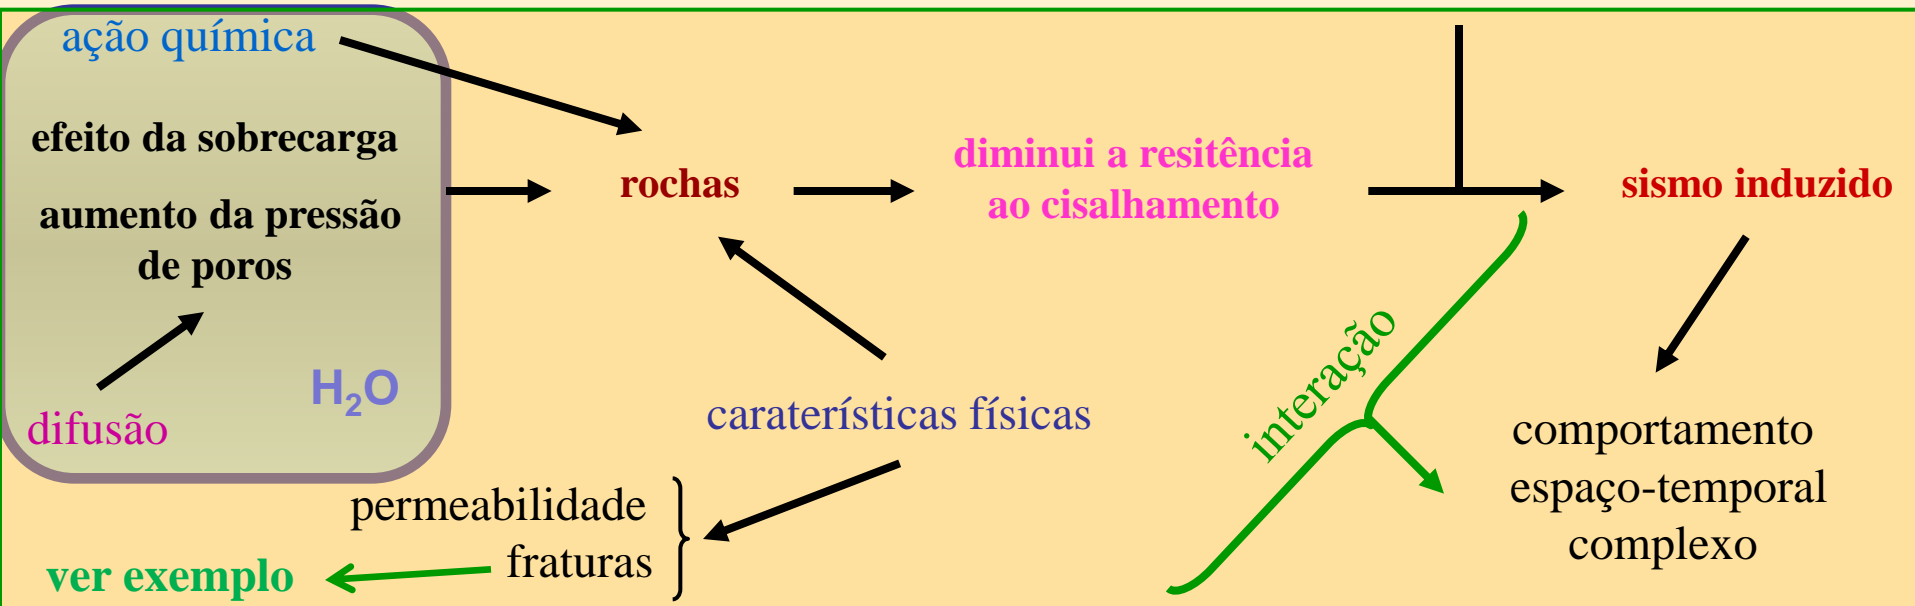 ação química
efeito da sobrecarga
aumento da pressão
de poros
difusão
H₂O
rochas
diminui a resitência
ao cisalhamento
sismo induzido
caraterísticas físicas
permeabilidade
fraturas
ver exemplo
interação
comportamento
espaço-temporal
complexo